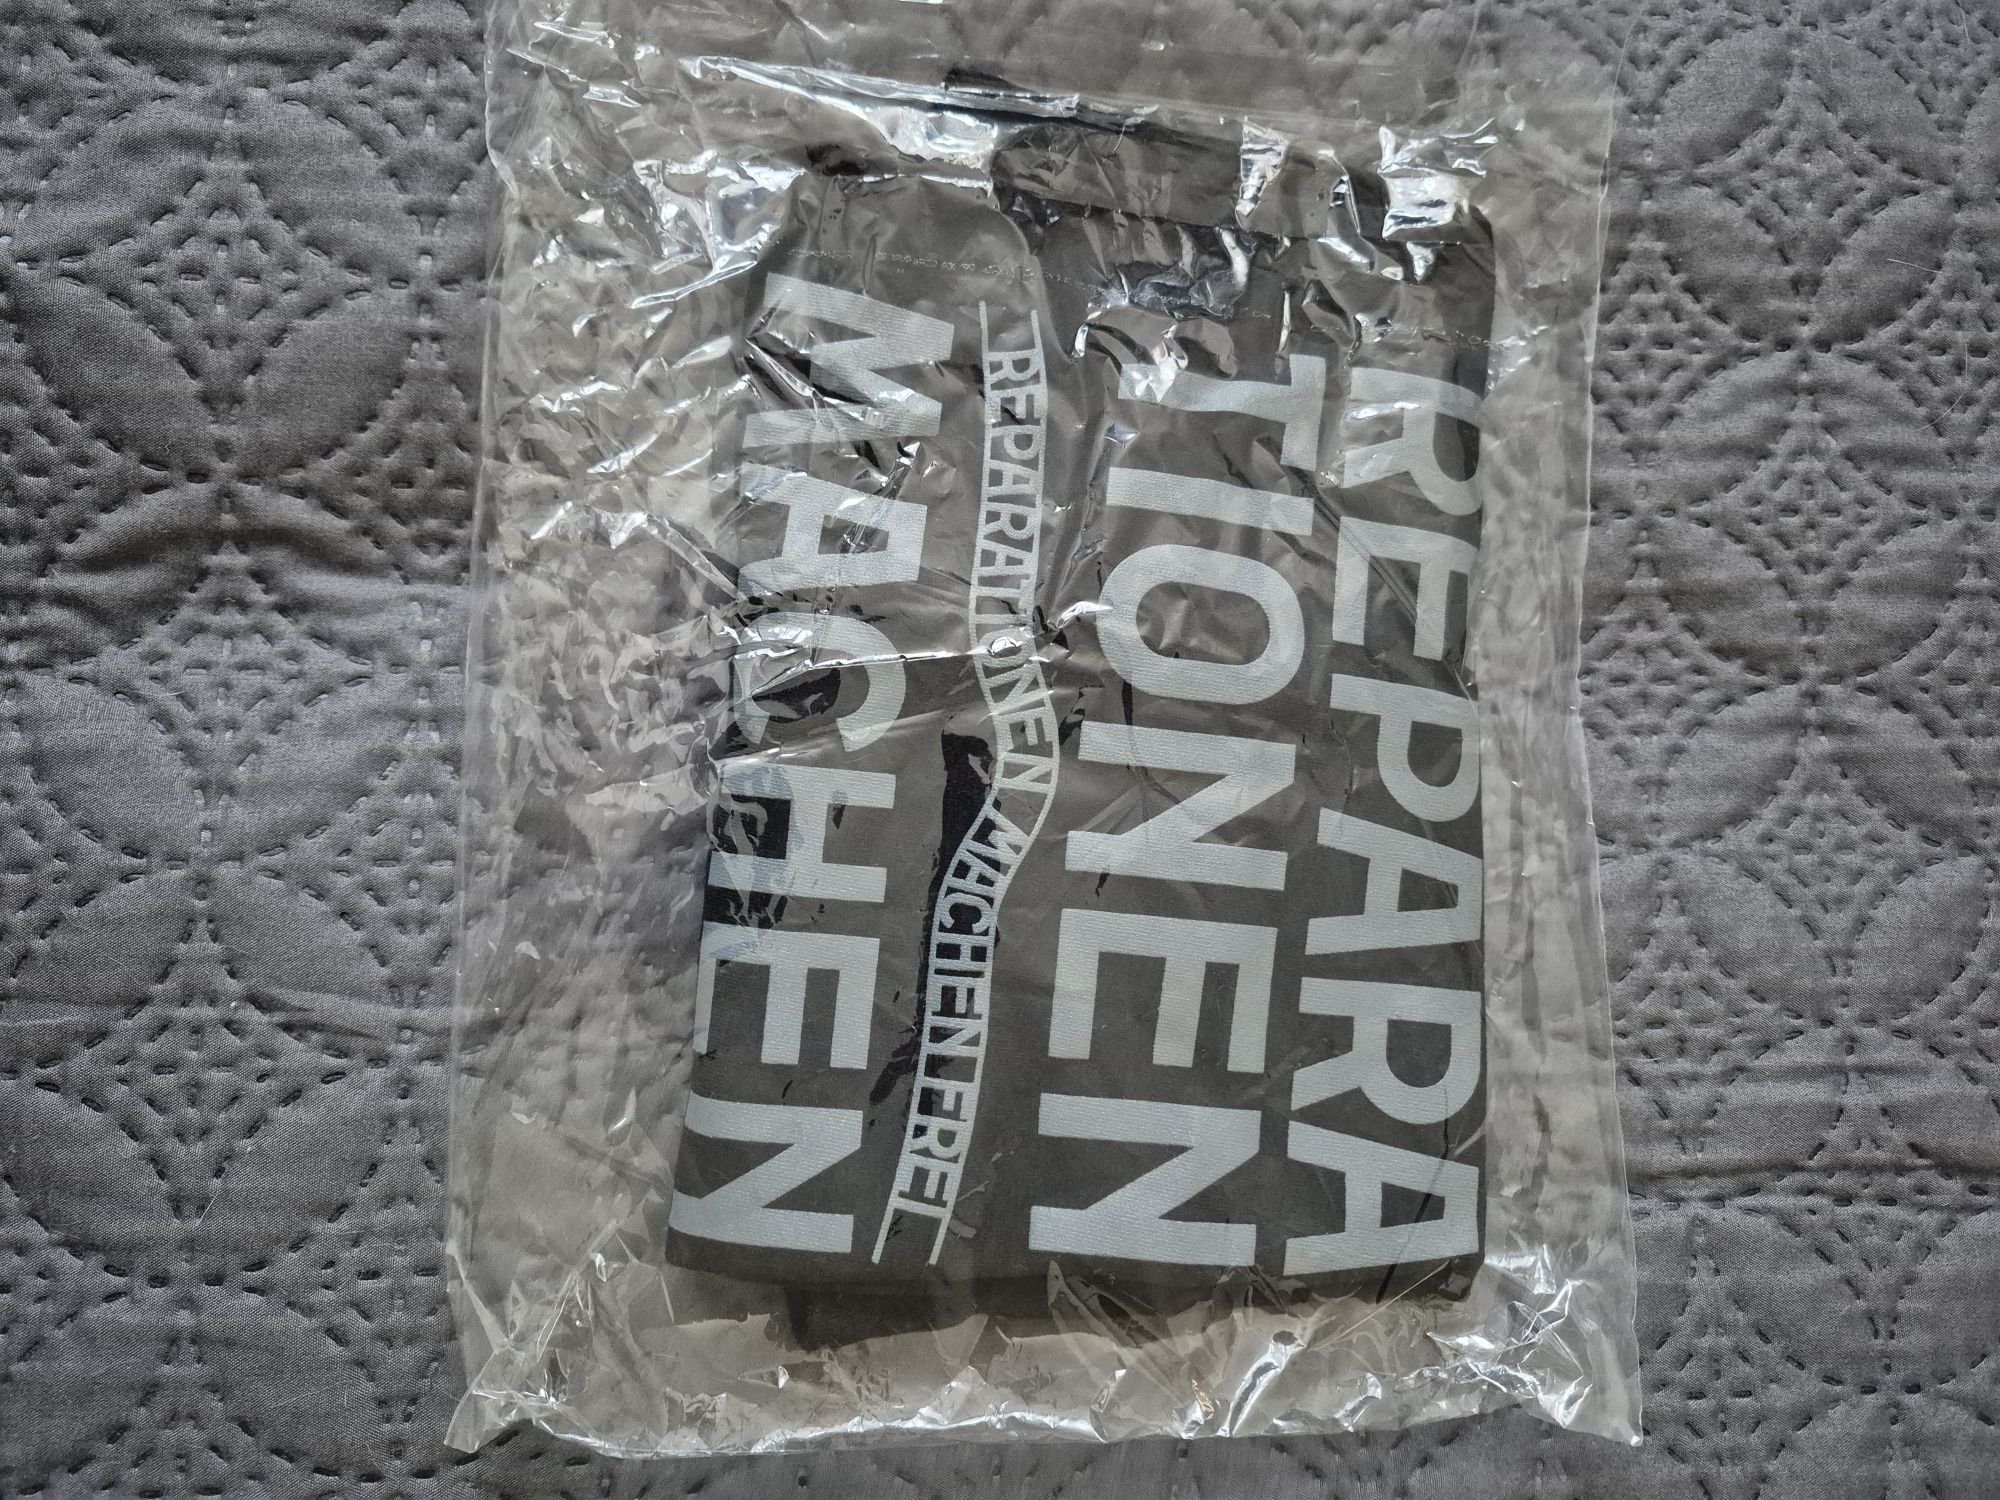 REPARA
TIONEN
REPARATIONEN MACHEN FREI
MACHEN